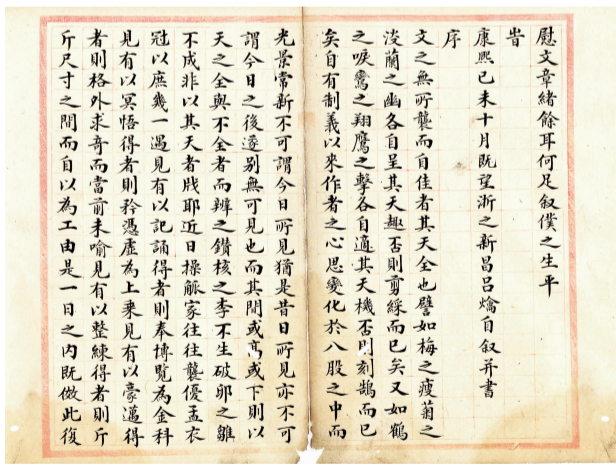 慰文章緒餘耳何足叙僕之生平
旹
康熙己未十月既望浙之新昌呂爚自叙并書
序
文之無所襲而自佳者其天全也譬如梅之瘦菊之
淡蘭之幽各自呈其天趣否則剪綵而已矣又如鶴
之唳鸞之翔鷹之擊各自適其天機否則刻鵠而已
矣自有制義以來作者之心思變化於八股之中而
光景常新不可謂今日所見猶是昔日所見亦不可
謂今日之後遂別無可見也而其間或高或下則以
天之全與不全者而辨之鑽核之李不生破卵之雛
不成非以其天者戕耶近日操觚家往往襲優孟衣
冠以庶幾一遇見有以記誦得者則奉博覽為金科
見有以冥悟得者則矜憑虛為上乗見有以豪邁得
者則格外求奇而當前未喻見有以整練得者則斤
斤尺寸之間而自以為工由是一日之内既倣此復